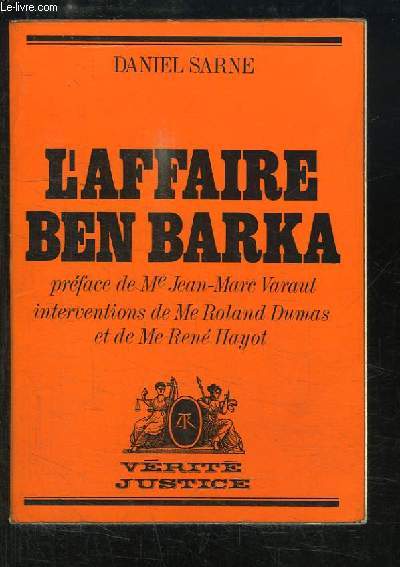 Le-livre.com
DANIEL SARNE
L'AFFAIRE
BEN BARKA
préface de Me Jean-Marc Varaut
interventions de Me Roland Dumas
et de Me René Hayot
VÉRITÉ
JUSTICE